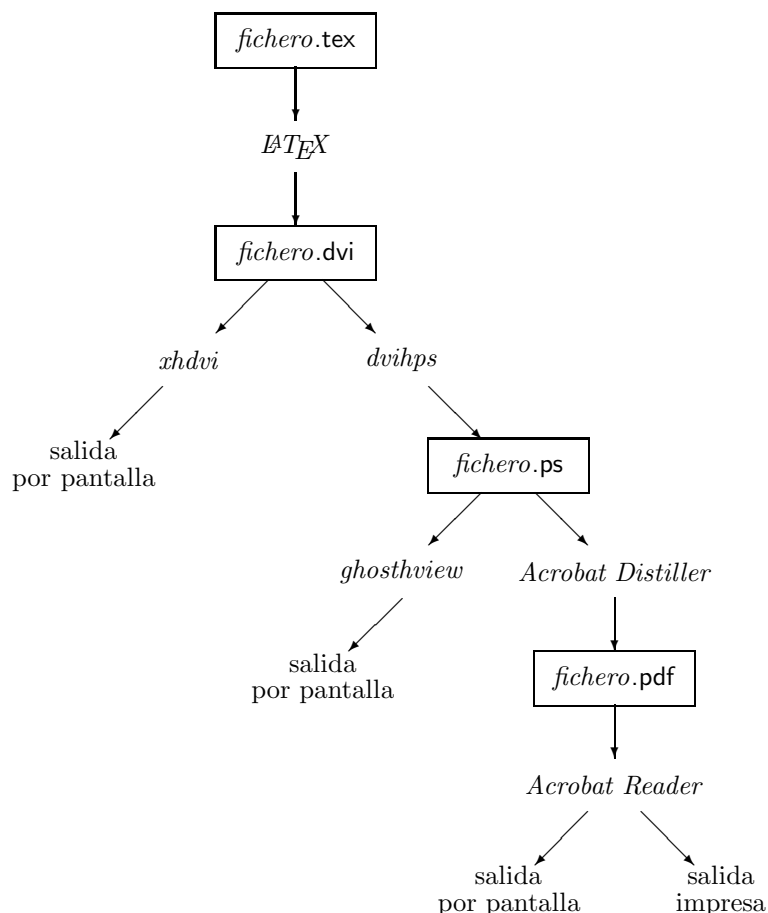 fichero.tex
LATEX
fichero.dvi
xhdvi
dvihps
salida
por pantalla
fichero.ps
ghosthview
Acrobat Distiller
salida
por pantalla
fichero.pdf
Acrobat Reader
salida
por pantalla
salida
impresa